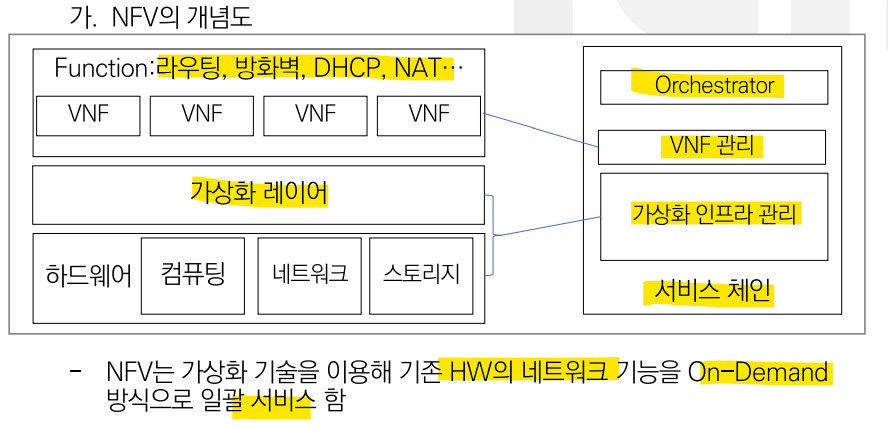 가. NFV의 개념도
Function:라우팅, 방화벽, DHCP, NAT…
VNF VNF VNF VNF
가상화 레이어
하드웨어 컴퓨팅 네트워크 스토리지
Orchestrator
VNF 관리
가상화 인프라 관리
서비스 체인
- NFV는 가상화 기술을 이용해 기존 HW의 네트워크 기능을 On-Demand
방식으로 일괄 서비스 함